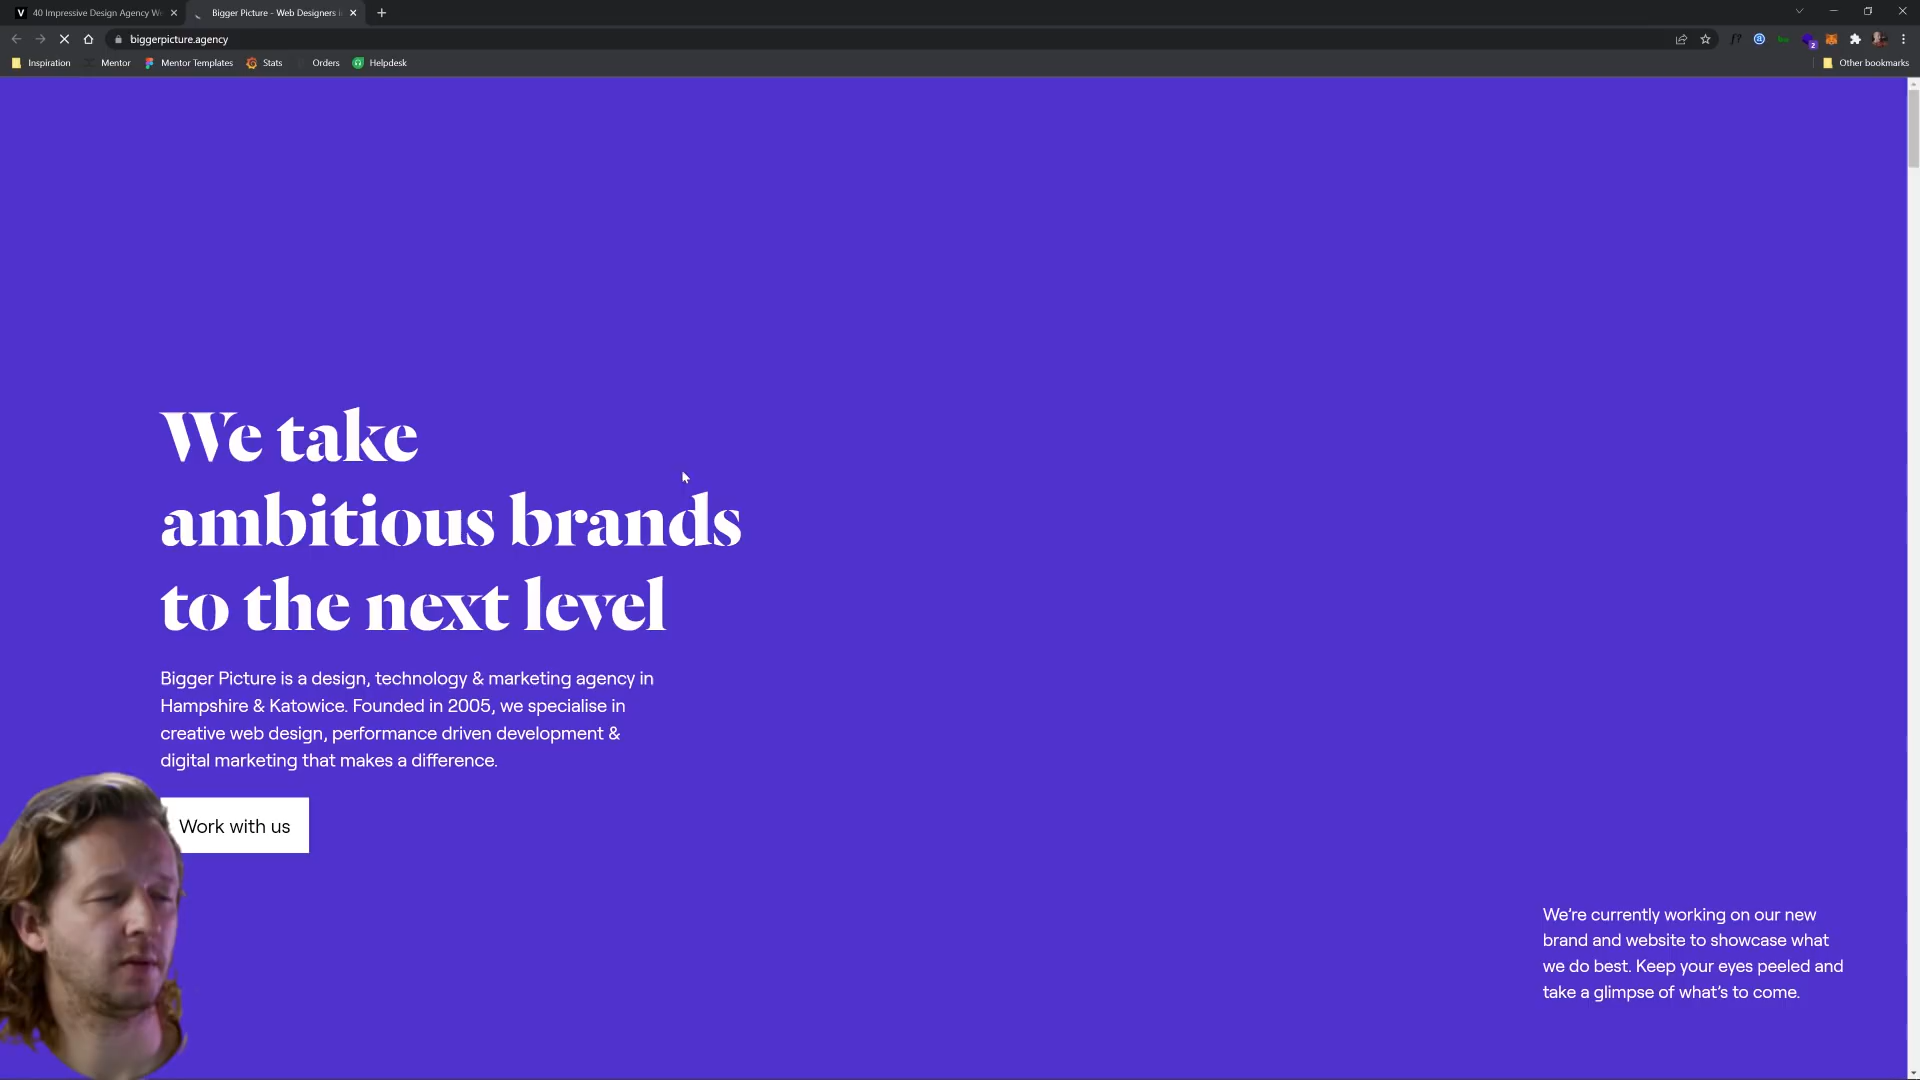 40 Impressive Design Agency We
Bigger Picture - Web Designers i
biggerpicture.agency
Inspiration
Mentor
Mentor Templates
Stats
Orders
Helpdesk
Other bookmarks
We take
ambitious brands
to the next level
Bigger Picture is a design, technology & marketing agency in
Hampshire & Katowice. Founded in 2005, we specialise in
creative web design, performance driven development &
digital marketing that makes a difference.
Work with us
We’re currently working on our new
brand and website to showcase what
we do best. Keep your eyes peeled and
take a glimpse of what’s to come.